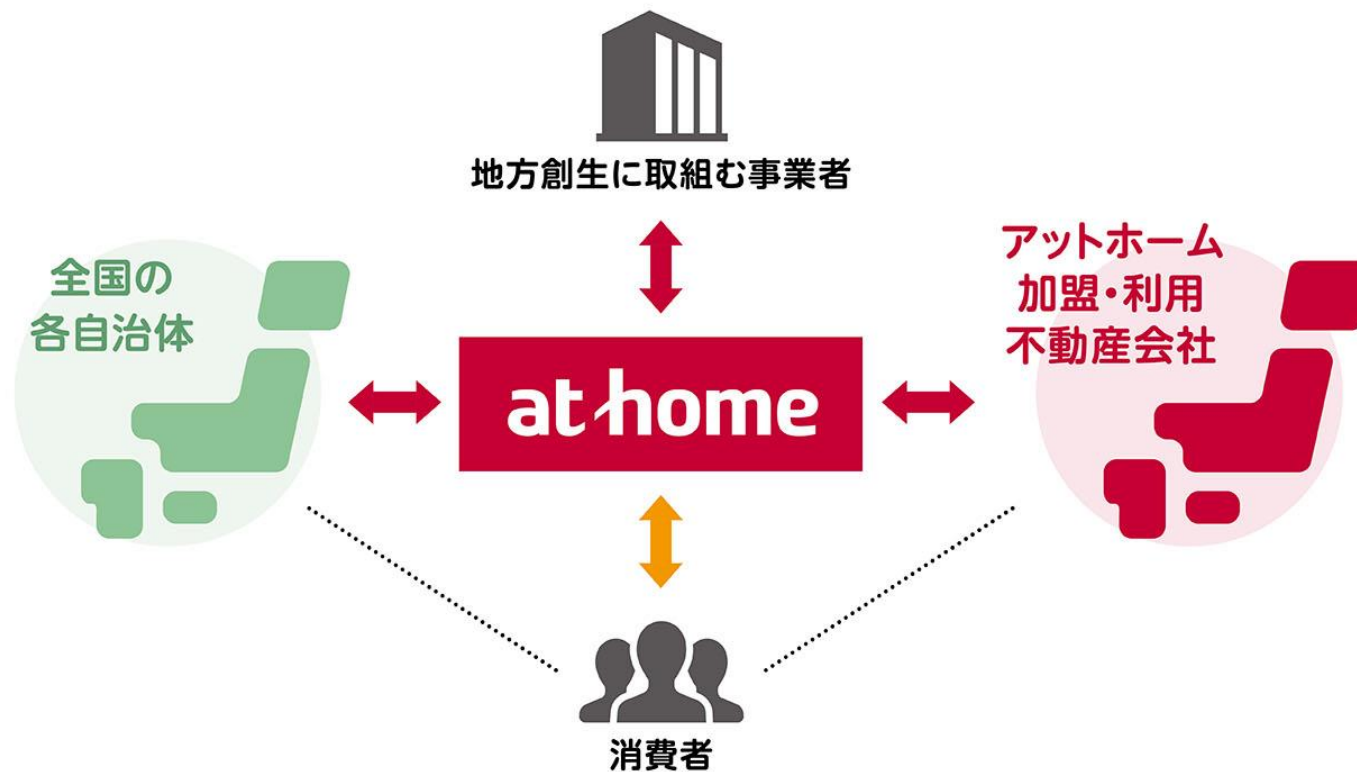 地方創生に取組む事業者
全国の
各自治体
アットホーム
加盟・利用
不動産会社
at home
消費者